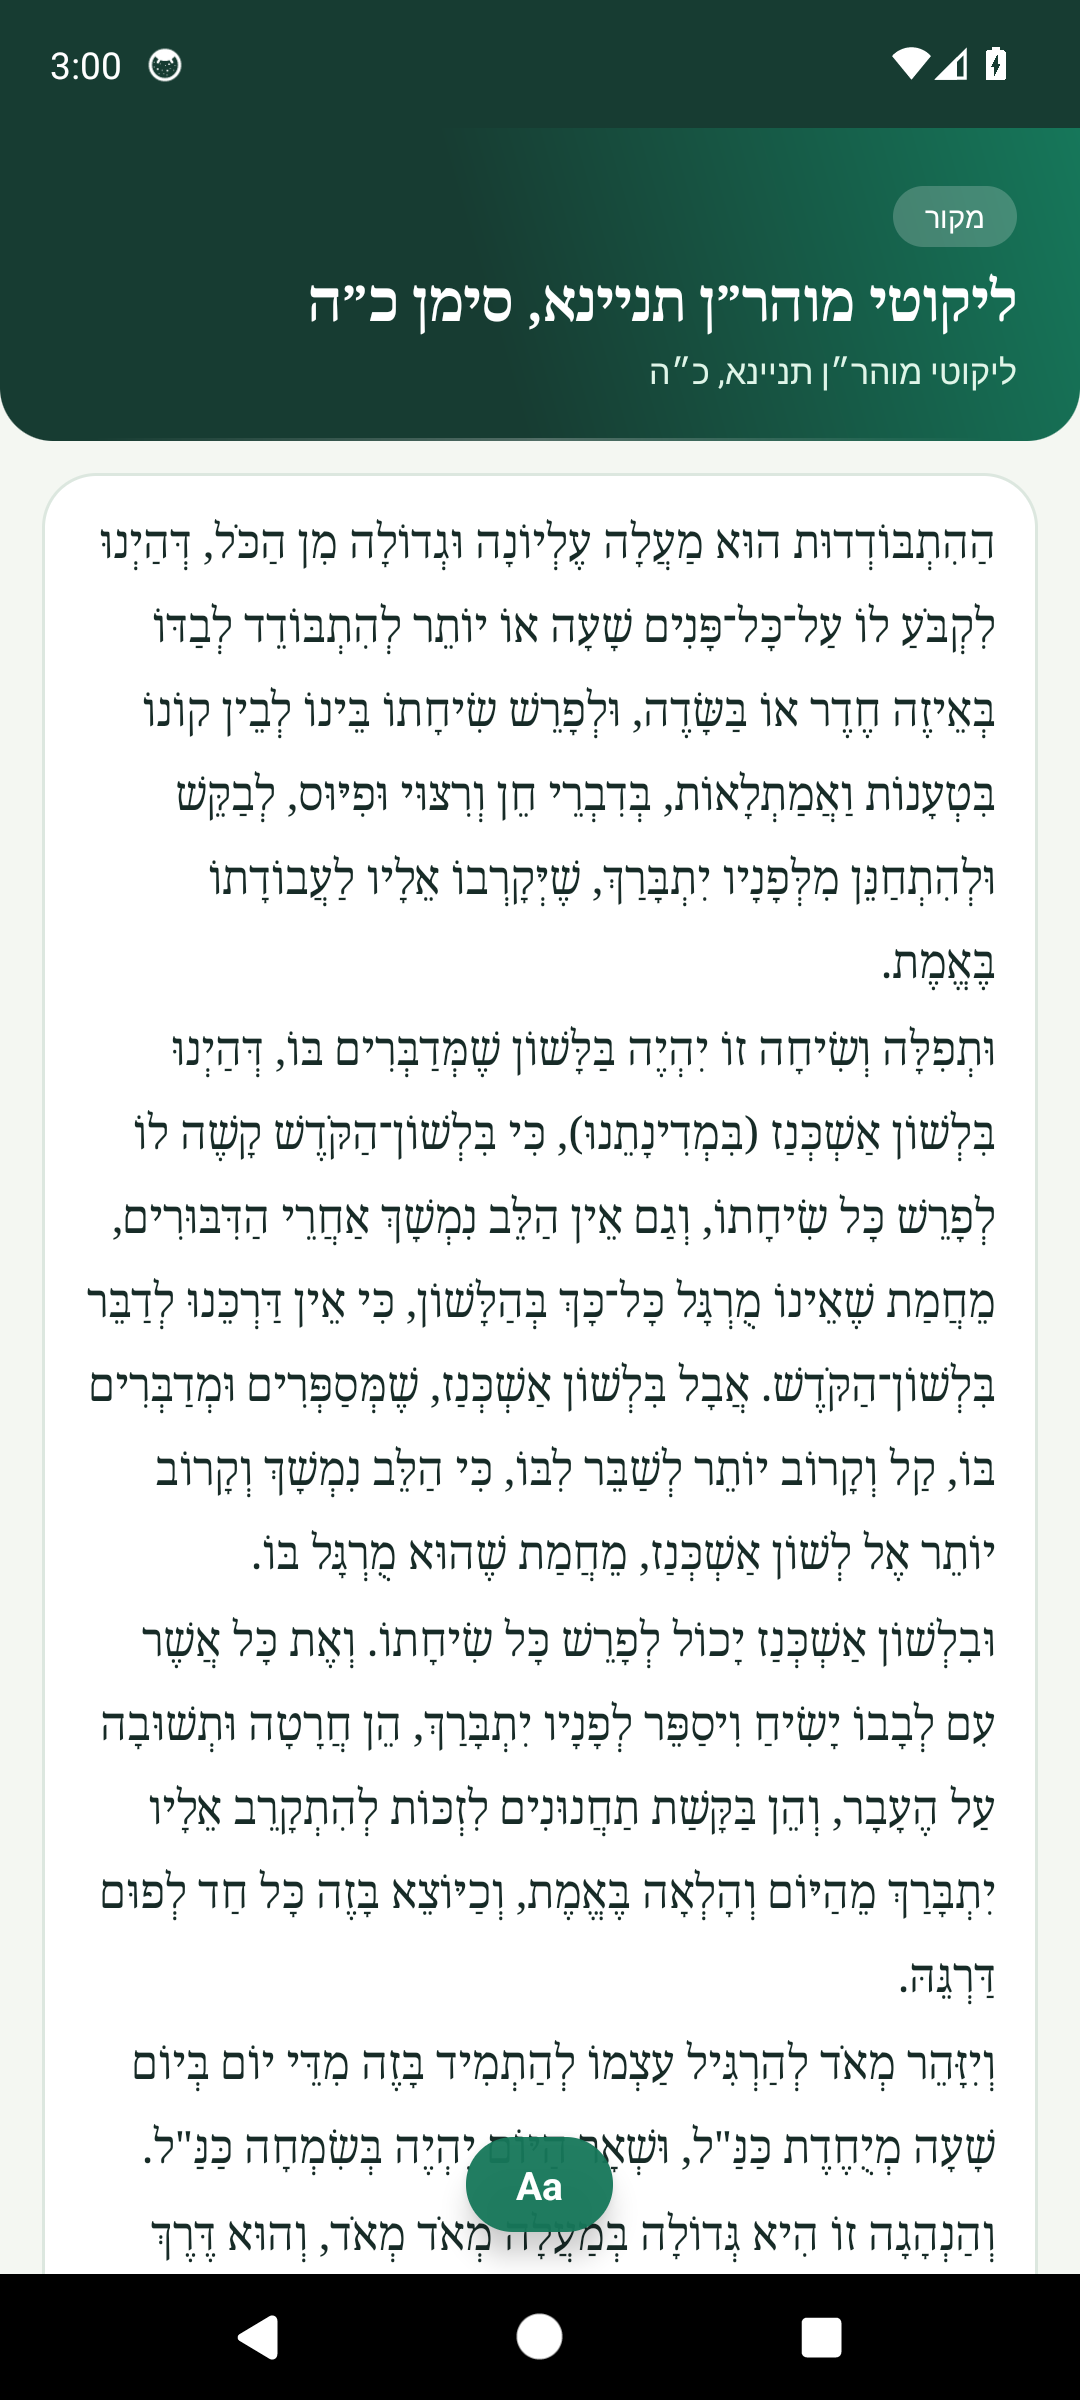 3:00
מקור
ליקוטי מוהר״ן תניינא, סימן כ״ה
ליקוטי מוהר״ן תניינא, כ״ה
הַהִתְבּוֹדְדוּת הוּא מַעֲלָה עֶלְיוֹנָה וּגְדוֹלָה מִן הַכֹּל, דְּהַיְנוּ
לִקְבֹּעַ לוֹ עַל־כָּל־פָּנִים שָׁעָה אוֹ יוֹתֵר לְהִתְבּוֹדֵד לְבַדּוֹ
בְּאֵיזֶה חֶדֶר אוֹ בַּשָּׂדֶה, וּלְפָרֵשׁ שִׂיחָתוֹ בֵּינוֹ לְבֵין קוֹנוֹ
בִּטְעָנוֹת וַאֲמַתְלָאוֹת, בְּדִבְרֵי חֵן וְרִצּוּי וּפִיּוּס, לְבַקֵּשׁ
וּלְהִתְחַנֵּן מִלְּפָנָיו יִתְבָּרַךְ, שֶׁיְּקָרְבוֹ אֵלָיו לַעֲבוֹדָתוֹ
בֶּאֱמֶת.
וּתְפִלָּה וְשִׂיחָה זוֹ יִהְיֶה בַּלָּשׁוֹן שֶׁמְּדַבְּרִים בּוֹ, דְּהַיְנוּ
בִּלְשׁוֹן אַשְׁכְּנַז (בִּמְדִינָתֵנוּ), כִּי בִּלְשׁוֹן־הַקֹּדֶשׁ קָשֶׁה לוֹ
לְפָרֵשׁ כָּל שִׂיחָתוֹ, וְגַם אֵין הַלֵּב נִמְשָׁךְ אַחֲרֵי הַדִּבּוּרִים,
מֵחֲמַת שֶׁאֵינוֹ מֻרְגָּל כָּל־כָּךְ בְּהַלָּשׁוֹן, כִּי אֵין דַּרְכֵּנוּ לְדַבֵּר
בִּלְשׁוֹן־הַקֹּדֶשׁ. אֲבָל בִּלְשׁוֹן אַשְׁכְּנַז, שֶׁמְּסַפְּרִים וּמְדַבְּרִים
בּוֹ, קַל וְקָרוֹב יוֹתֵר לְשַׁבֵּר לִבּוֹ, כִּי הַלֵּב נִמְשָׁךְ וְקָרוֹב
יוֹתֵר אֶל לְשׁוֹן אַשְׁכְּנַז, מֵחֲמַת שֶׁהוּא מֻרְגָּל בּוֹ.
וּבִלְשׁוֹן אַשְׁכְּנַז יָכוֹל לְפָרֵשׁ כָּל שִׂיחָתוֹ. וְאֶת כָּל אֲשֶׁר
עִם לְבָבוֹ יָשִׂיחַ וִיסַפֵּר לְפָנָיו יִתְבָּרַךְ, הֵן חֲרָטָה וּתְשׁוּבָה
עַל הֶעָבָר, וְהֵן בַּקָּשַׁת תַּחֲנוּנִים לִזְכּוֹת לְהִתְקָרֵב אֵלָיו
יִתְבָּרַךְ מֵהַיּוֹם וְהָלְאָה בֶּאֱמֶת, וְכַיּוֹצֵא בָּזֶה כָּל חַד לְפוּם
דַּרְגֵּהּ.
וְיִזָּהֵר מְאֹד לְהַרְגִּיל עַצְמוֹ לְהַתְמִיד בָּזֶה מִדֵּי יוֹם בְּיוֹם
שָׁעָה מְיֻחֶדֶת כַּנַּ"ל, וּשְׁאָר הַיּוֹם יִהְיֶה בְּשִׂמְחָה כַּנַּ"ל.
וְהַנְהָגָה זוֹ הִיא גְּדוֹלָה בְּמַעֲלָה מְאֹד מְאֹד, וְהוּא דֶּרֶךְ
Aa